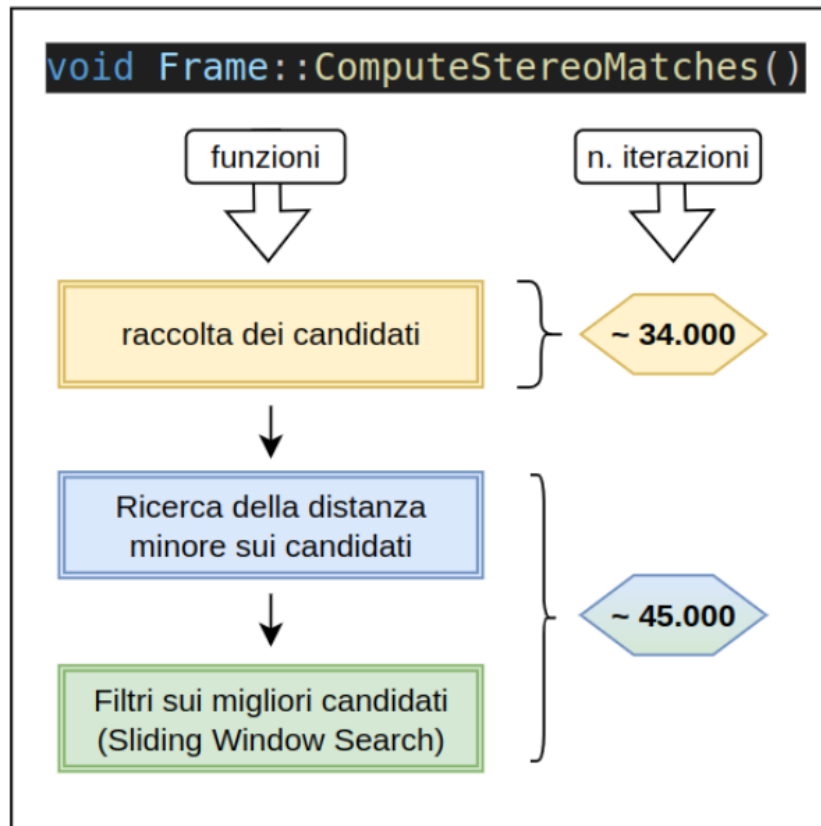 void Frame::ComputeStereoMatches()
funzioni
n. iterazioni
raccolta dei candidati
~ 34.000
Ricerca della distanza
minore sui candidati
~ 45.000
Filtri sui migliori candidati
(Sliding Window Search)